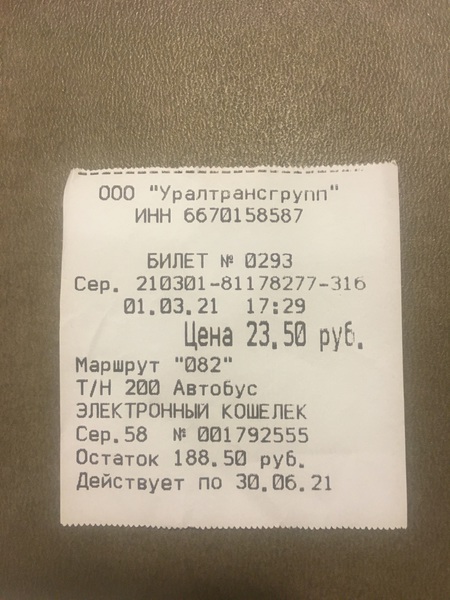 ООО "Уралтрансгрупп"
ИНН 6670158587
БИЛЕТ № 0293
Сер. 210301-81178277-316
01.03.21 17:29
Цена 23.50 руб.
Маршрут "082"
Т/Н 200 Автобус
ЭЛЕКТРОННЫЙ КОШЕЛЕК
Сер.58 № 001792555
Остаток 188.50 руб.
Действует по 30.06.21